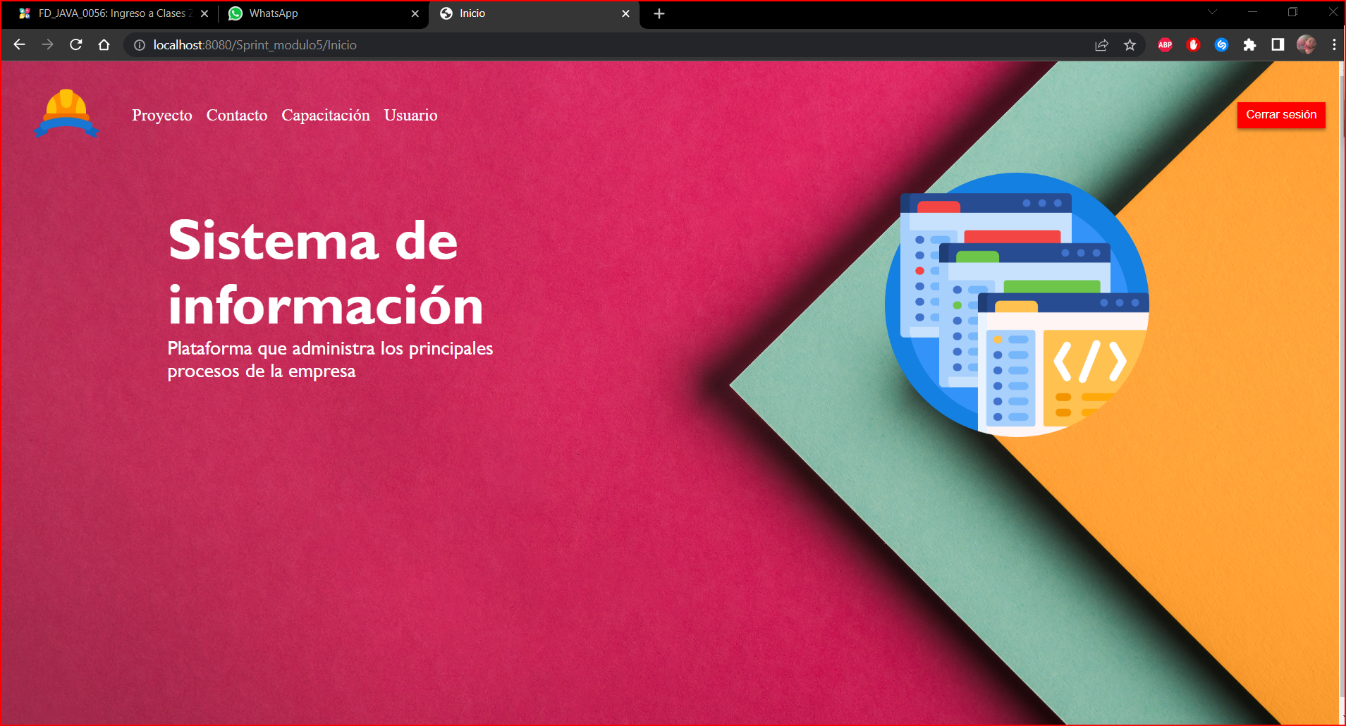 FD_JAVA_0056: Ingreso a Clases
WhatsApp
Inicio
localhost:8080/Sprint_modulo5/Inicio
ABP
Proyecto Contacto Capacitación Usuario
Cerrar sesión
Sistema de
información
Plataforma que administra los principales
procesos de la empresa